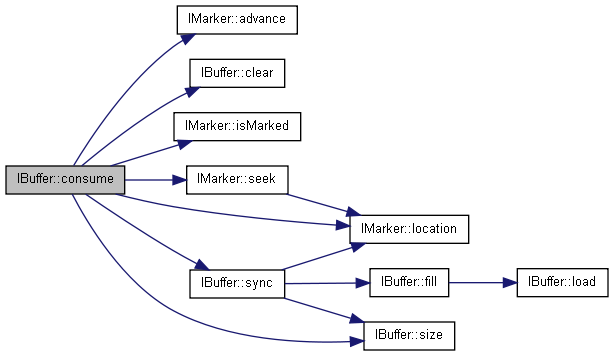 IMarker::advance
IBuffer::clear
IMarker::isMarked
IBuffer::consume
IMarker::seek
IMarker::location
IBuffer::sync
IBuffer::fill
IBuffer::load
IBuffer::size